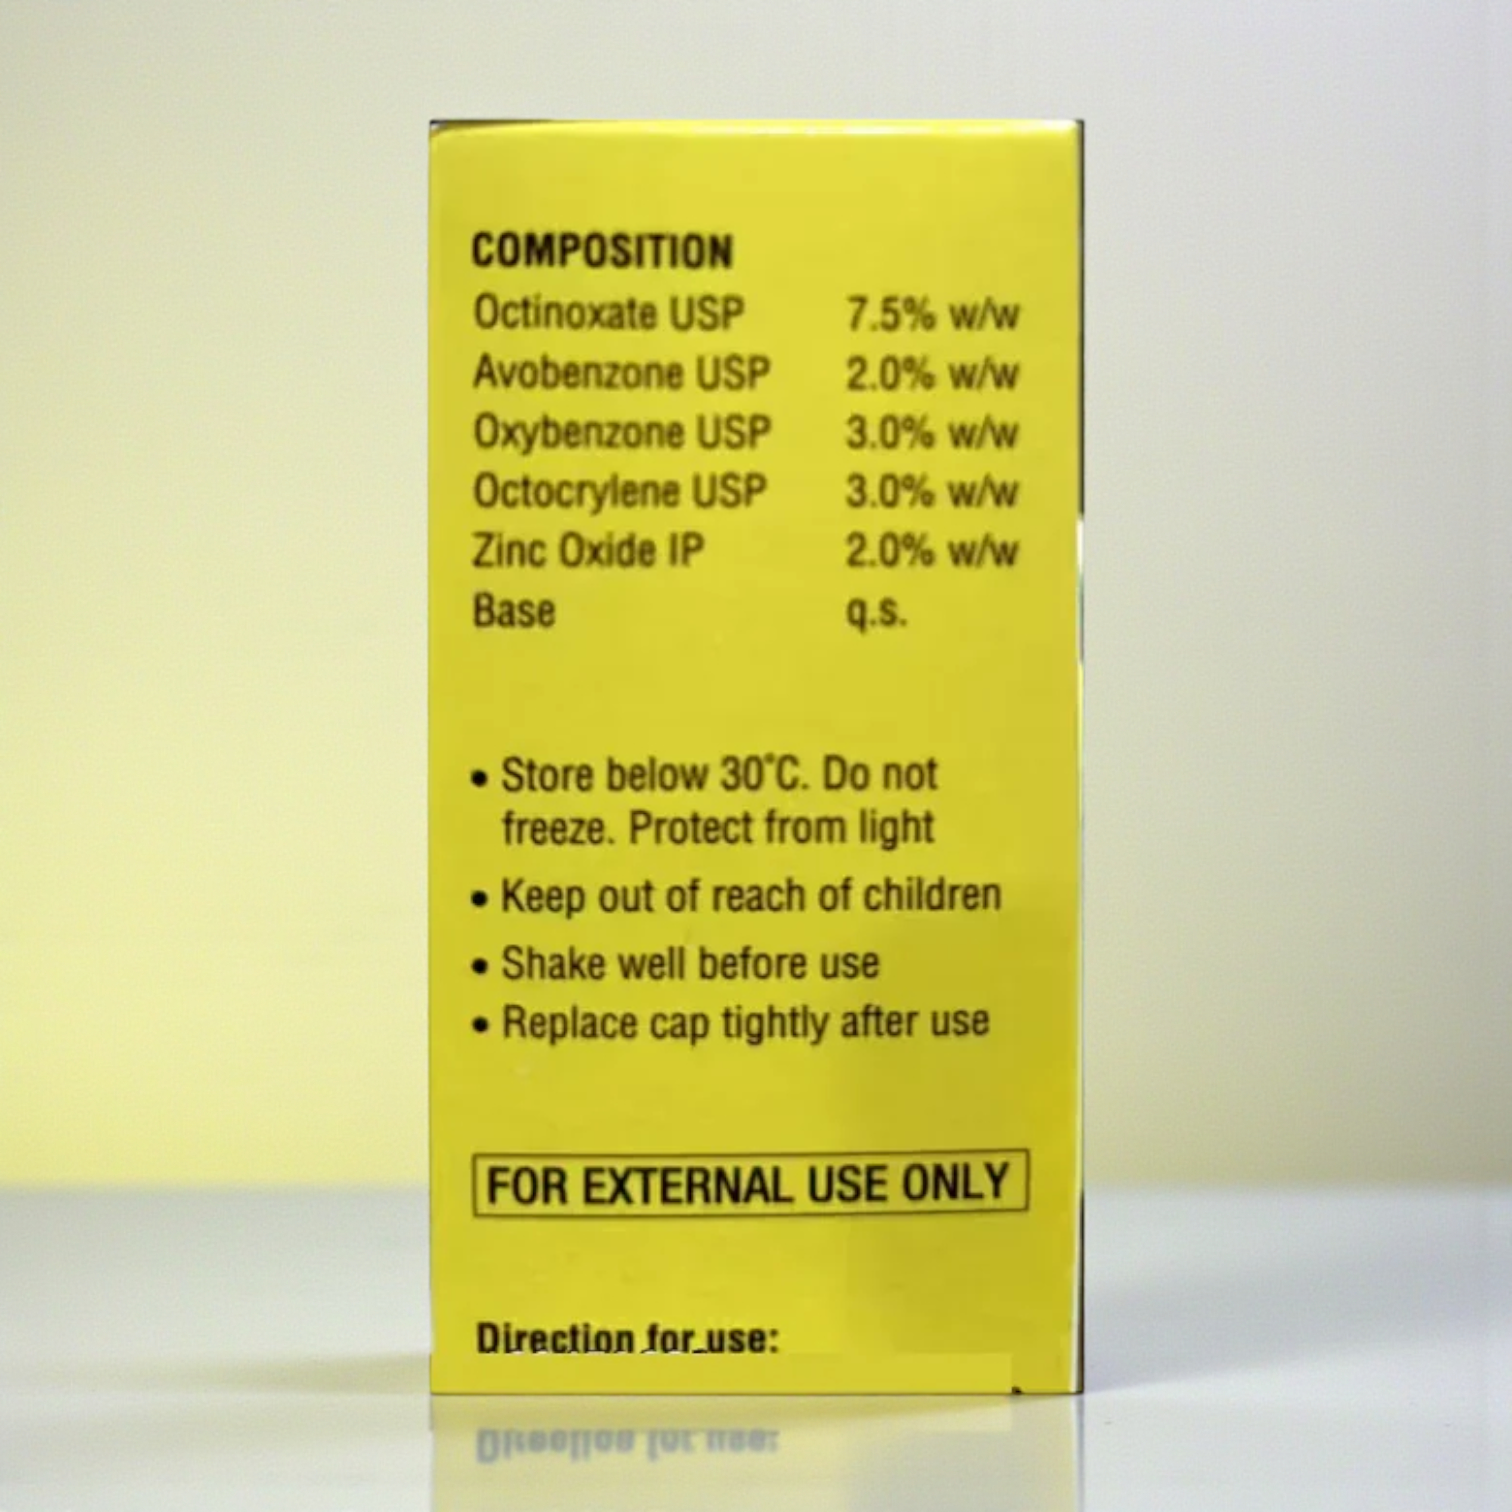 COMPOSITION
Octinoxate USP 7.5% w/w
Avobenzone USP 2.0% w/w
Oxybenzone USP 3.0% w/w
Octocrylene USP 3.0% w/w
Zinc Oxide IP 2.0% w/w
Base q.s.
• Store below 30°C. Do not
freeze. Protect from light
• Keep out of reach of children
• Shake well before use
• Replace cap tightly after use
FOR EXTERNAL USE ONLY
Direction for use: